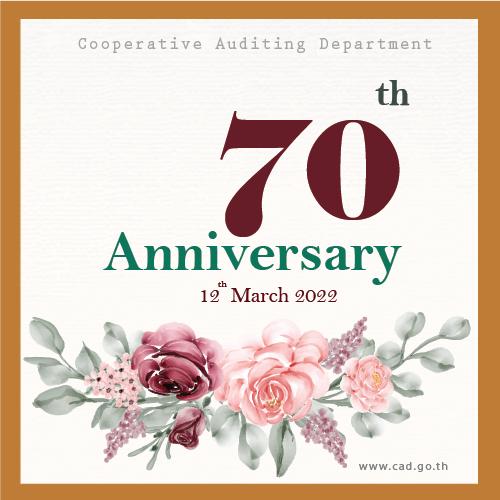 Cooperative Auditing Department
70th
Anniversary
12th March 2022
www.cad.go.th